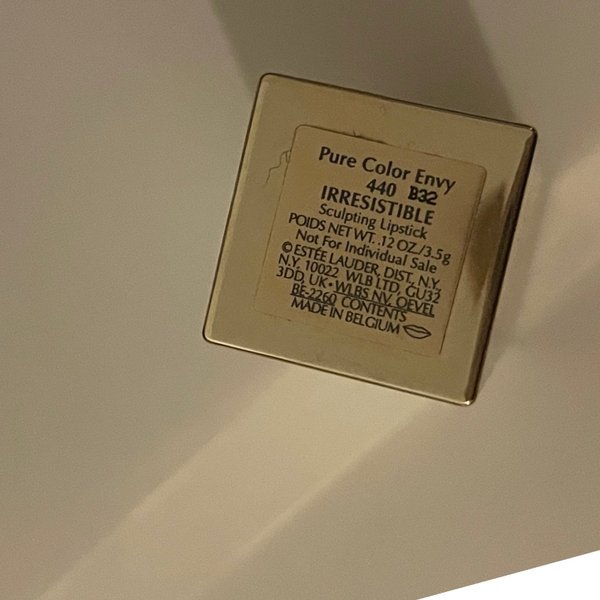 Pure Color Envy
440 B32
IRRESISTIBLE
Sculpting Lipstick
POIDS NET WT. .12 OZ./3.5g
Not For Individual Sale
© ESTÉE LAUDER, DIST, N.Y.
N.Y. 10022 WLB LTD, GU32
3DD, UK • WLBS NV, OEVEL
BE-2260 CONTENTS
MADE IN BELGIUM